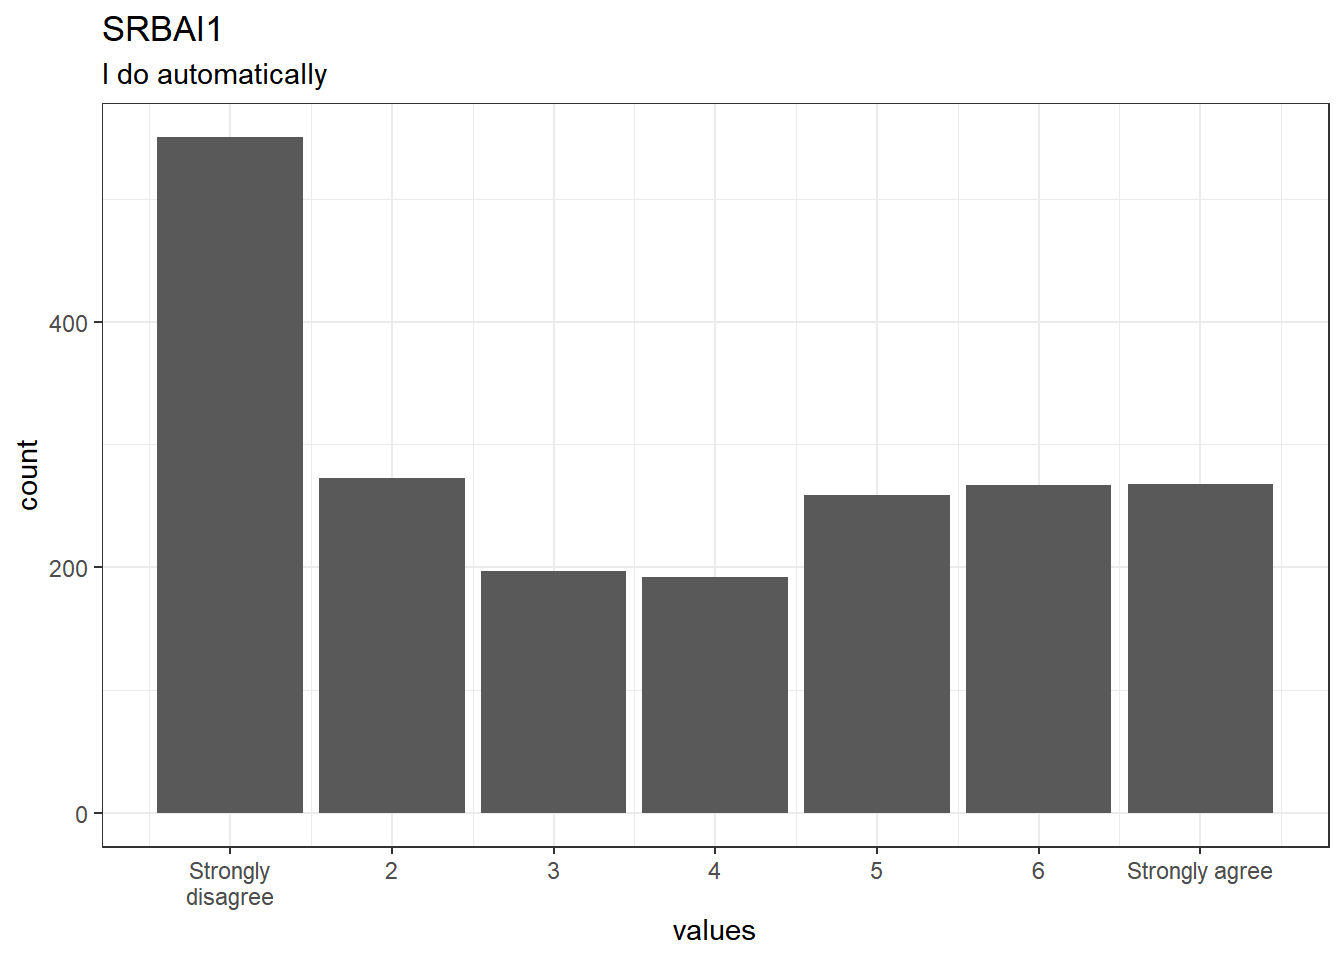 SRBAI1
I do automatically
400
200
0
count
Strongly
disagree
2
3
4
5
6
Strongly agree
values